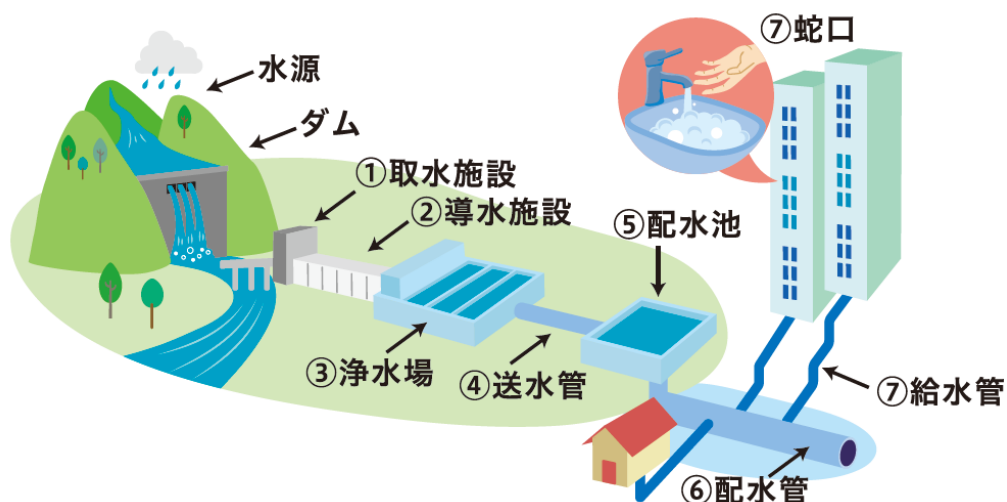 水源
ダム
①取水施設
②導水施設
③浄水場
④送水管
⑤配水池
⑥配水管
⑦給水管
⑦蛇口